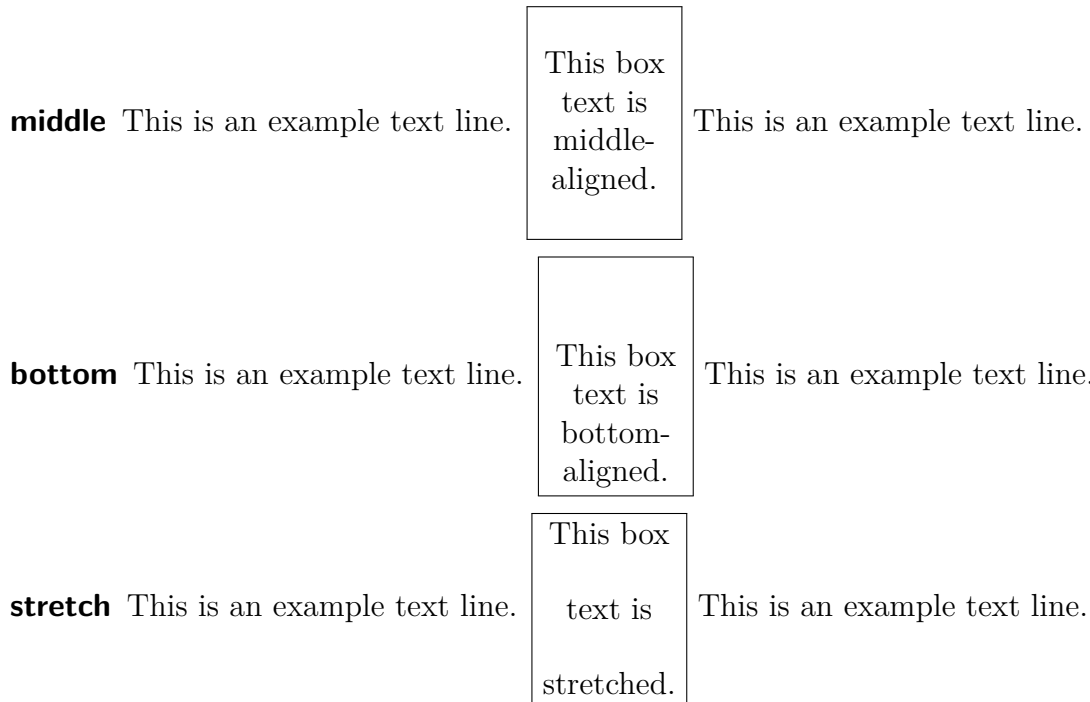 This box
text is
middle This is an example text line. middle- This is an example text line.
aligned.
This box
bottom This is an example text line. text is This is an example text line.
bottom-
aligned.
This box
stretch This is an example text line. text is This is an example text line.
stretched.